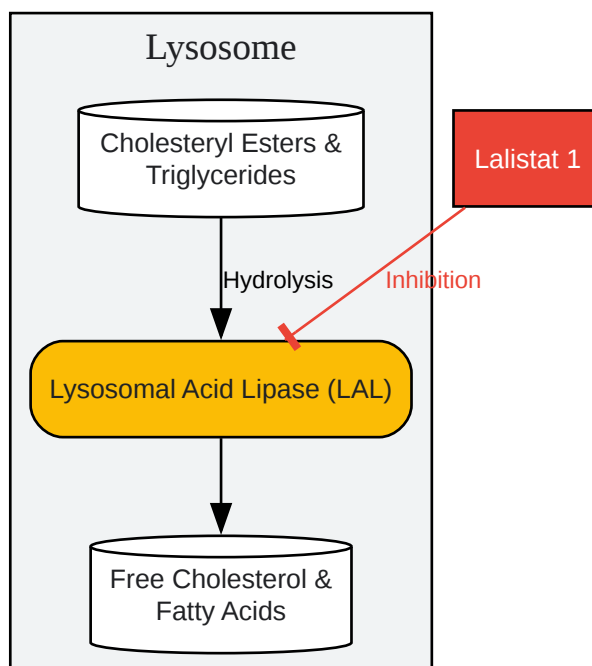 Lysosome
Cholesteryl Esters &
Triglycerides
Lalistat 1
Hydrolysis
Inhibition
Lysosomal Acid Lipase (LAL)
Free Cholesterol &
Fatty Acids